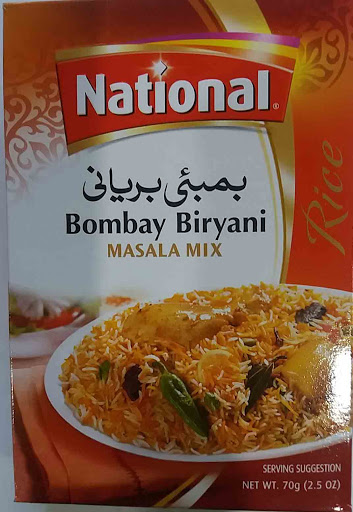 National®
بمبئی بریانی
Bombay Biryani
MASALA MIX
Rice
SERVING SUGGESTION
NET WT. 70g (2.5 OZ)